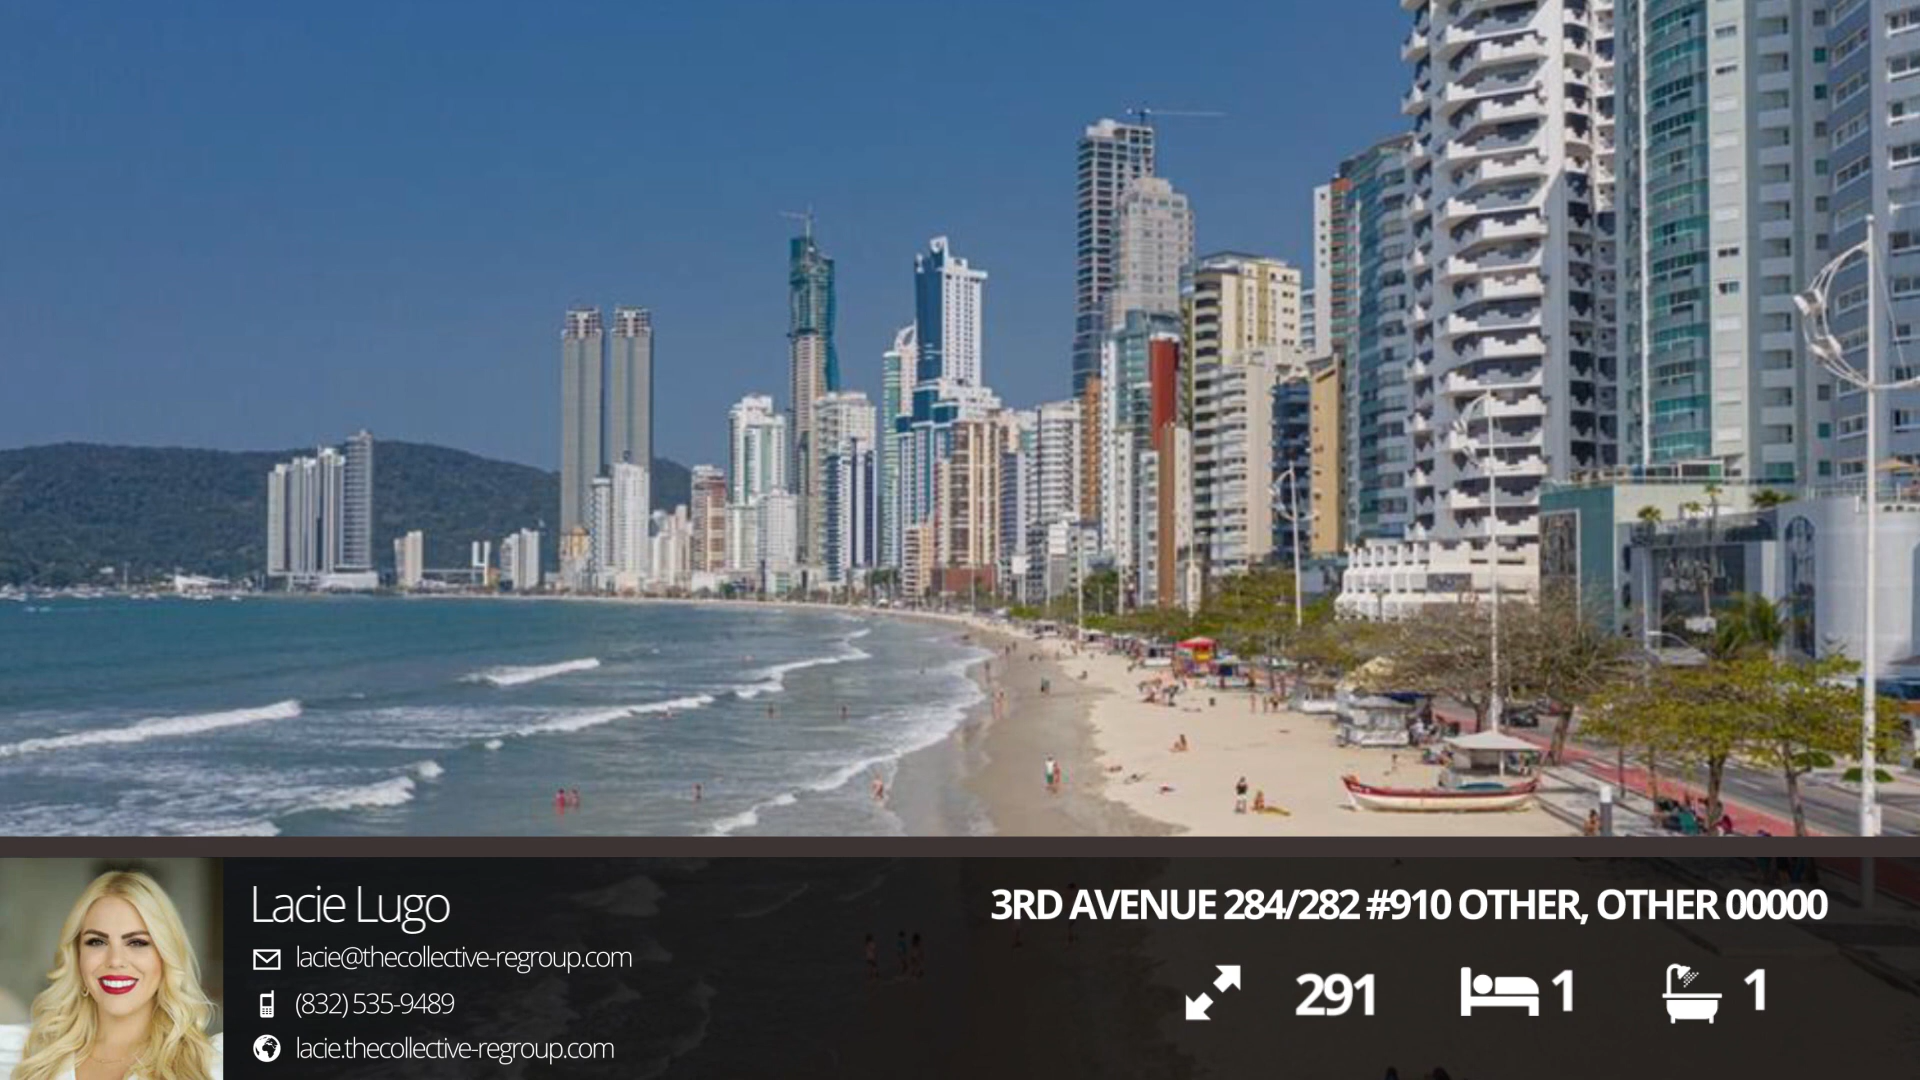 Lacie Lugo
lacie@thecollective-regroup.com
(832) 535-9489
lacie.thecollective-regroup.com
3RD AVENUE 284/282 #910 OTHER, OTHER 00000
291
1
1